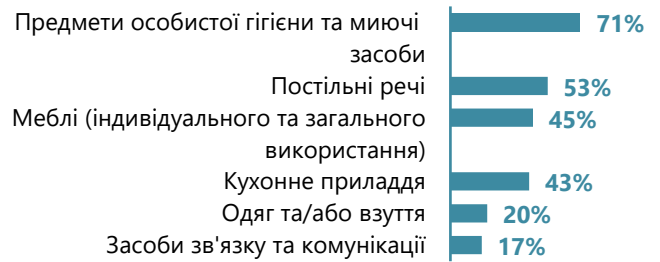 Предмети особистої гігієни та миючі засоби 71%
Постільні речі 53%
Меблі (індивідуального та загального використання) 45%
Кухонне приладдя 43%
Одяг та/або взуття 20%
Засоби зв'язку та комунікації 17%